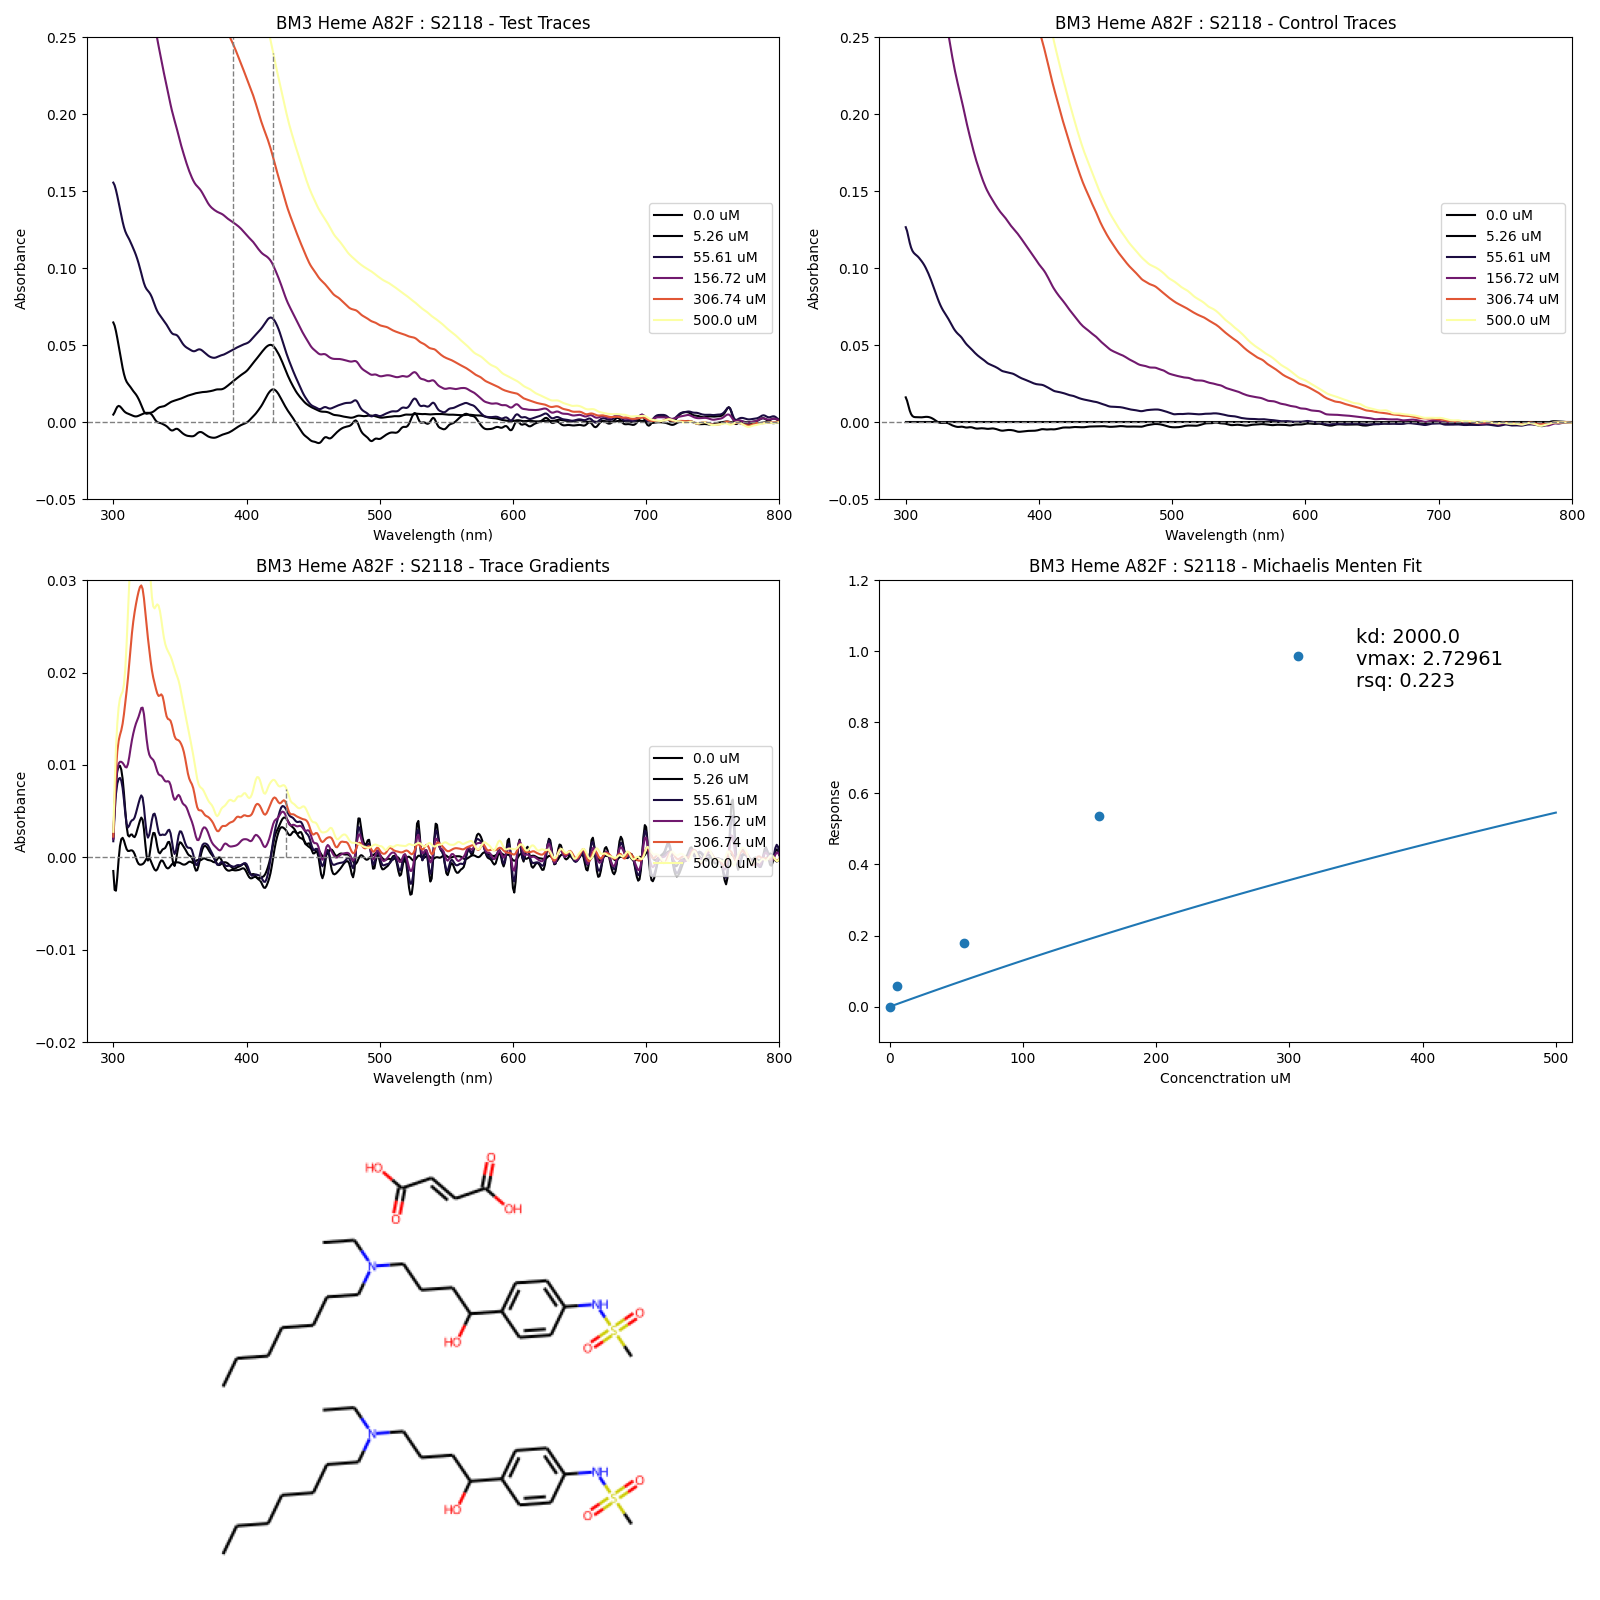 BM3 Heme A82F : S2118 - Test Traces
0.25
0.20
0.15
0.10
0.05
0.00
−0.05
Absorbance
300 400 500 600 700 800
Wavelength (nm)
0.0 uM
5.26 uM
55.61 uM
156.72 uM
306.74 uM
500.0 uM
BM3 Heme A82F : S2118 - Control Traces
0.25
0.20
0.15
0.10
0.05
0.00
−0.05
Absorbance
300 400 500 600 700 800
Wavelength (nm)
0.0 uM
5.26 uM
55.61 uM
156.72 uM
306.74 uM
500.0 uM
BM3 Heme A82F : S2118 - Trace Gradients
0.03
0.02
0.01
0.00
−0.01
−0.02
Absorbance
300 400 500 600 700 800
Wavelength (nm)
0.0 uM
5.26 uM
55.61 uM
156.72 uM
306.74 uM
500.0 uM
BM3 Heme A82F : S2118 - Michaelis Menten Fit
1.2
1.0
0.8
0.6
0.4
0.2
0.0
Response
0 100 200 300 400 500
Concenctration uM
kd: 2000.0
vmax: 2.72961
rsq: 0.223
HO
O
O
OH
N
HO
NH
S
O
O
N
HO
NH
S
O
O